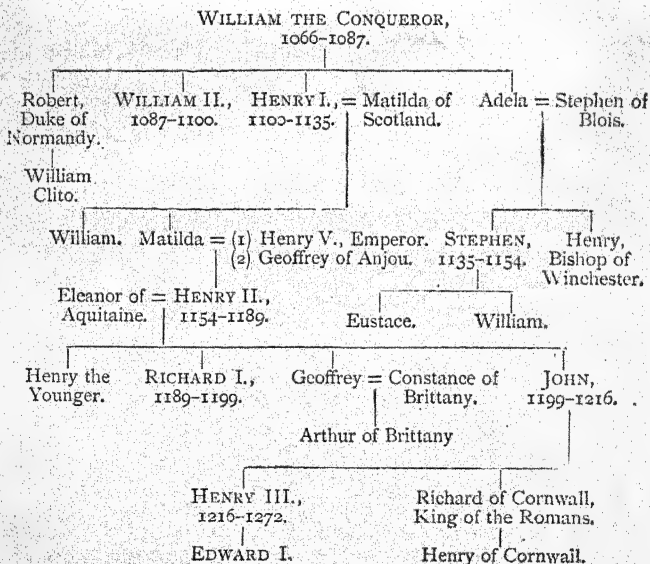 WILLIAM THE CONQUEROR,
1066–1087.
Robert,
Duke of
Normandy.
WILLIAM II.,
1087–1100.
HENRY I., = Matilda of
1100-1135. Scotland.
Adela = Stephen of
Blois.
William
Clito.
William. Matilda = (1) Henry V., Emperor.
(2) Geoffrey of Anjou.
STEPHEN,
1135–1154.
Henry,
Bishop of
Winchester.
Eleanor of = HENRY II.,
Aquitaine. 1154–1189.
Eustace. William.
Henry the
Younger.
RICHARD I.,
1189–1199.
Geoffrey = Constance of
Brittany.
JOHN,
1199–1216.
Arthur of Brittany
HENRY III.,
1216–1272.
Richard of Cornwall,
King of the Romans.
EDWARD I.
Henry of Cornwall.